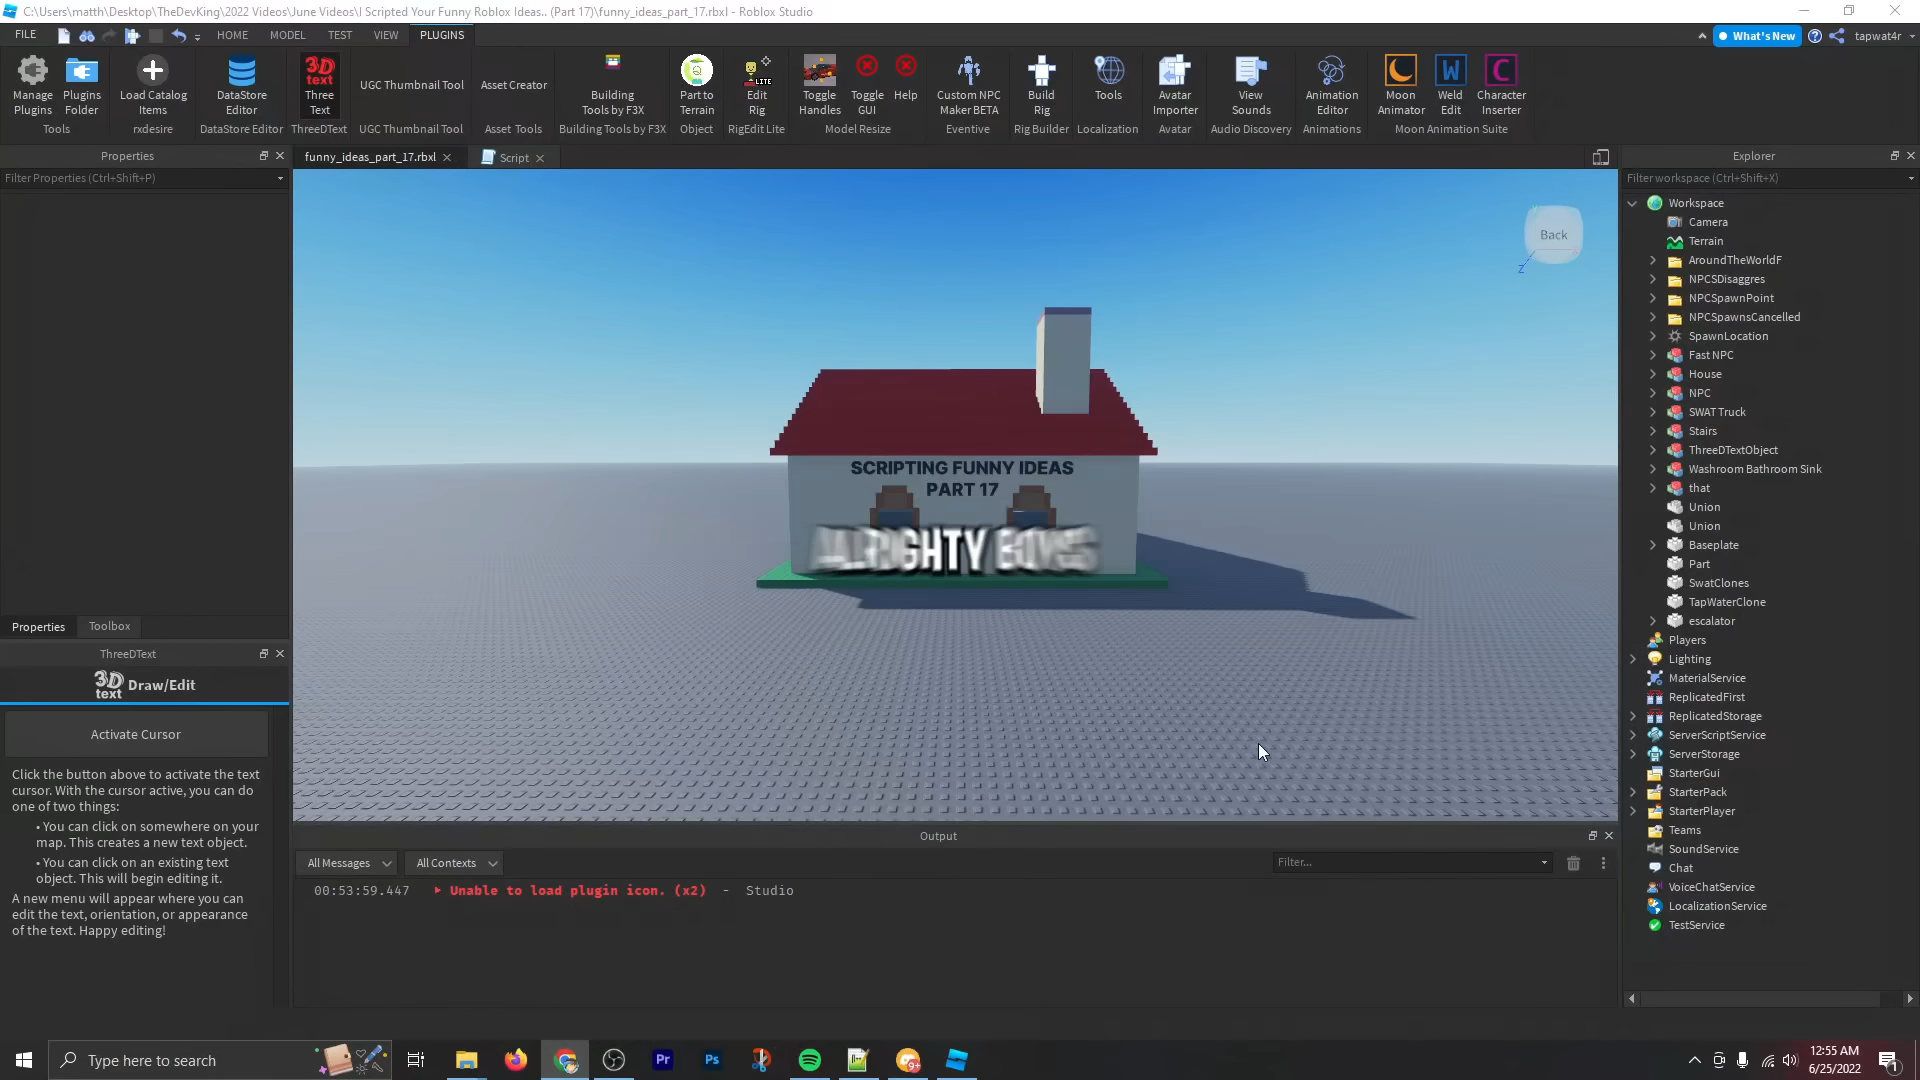 C:\Users\matth\Desktop\TheDevKing\2022 Videos\June Videos\I Scripted Your Funny Roblox Ideas.. (Part 17)\funny_ideas_part_17.rbxl - Roblox Studio
FILE HOME MODEL TEST VIEW PLUGINS What's New tapwat4r
Manage Plugins
Plugins Folder
Tools
Load Catalog Items
rxdesire
DataStore Editor
DataStore Editor
3D text
Three Text
ThreeDText
UGC Thumbnail Tool
UGC Thumbnail Tool
Asset Creator
Asset Tools
Building Tools by F3X
Building Tools by F3X
Part to Terrain
Object
LITE
Edit Rig
RigEdit Lite
Toggle Handles
Toggle GUI
Help
Model Resize
Custom NPC Maker BETA
Eventive
Build Rig
Rig Builder
Tools
Localization
Avatar Importer
Avatar
View Sounds
Audio Discovery
Animation Editor
Animations
Moon Animator
Weld Edit
Character Inserter
Moon Animation Suite
Properties
Filter Properties (Ctrl+Shift+P)
Properties Toolbox
ThreeDText
3D text Draw/Edit
Activate Cursor
Click the button above to activate the text
cursor. With the cursor active, you can do
one of two things:
• You can click on somewhere on your
map. This creates a new text object.
• You can click on an existing text
object. This will begin editing it.
A new menu will appear where you can
edit the text, orientation, or appearance
of the text. Happy editing!
funny_ideas_part_17.rbxl Script
Back
Z
SCRIPTING FUNNY IDEAS
PART 17
ALRIGHTY BOYS
Output
All Messages All Contexts Filter...
00:53:59.447 Unable to load plugin icon. (x2) - Studio
Explorer
Filter workspace (Ctrl+Shift+X)
Workspace
Camera
Terrain
AroundTheWorldF
NPCSDisaggres
NPCSpawnPoint
NPCSpawnsCancelled
SpawnLocation
Fast NPC
House
NPC
SWAT Truck
Stairs
ThreeDTextObject
Washroom Bathroom Sink
that
Union
Union
Baseplate
Part
SwatClones
TapWaterClone
escalator
Players
Lighting
MaterialService
ReplicatedFirst
ReplicatedStorage
ServerScriptService
ServerStorage
StarterGui
StarterPack
StarterPlayer
Teams
SoundService
Chat
VoiceChatService
LocalizationService
TestService
Type here to search
Pr Ps 9+
12:55 AM
6/25/2022
1